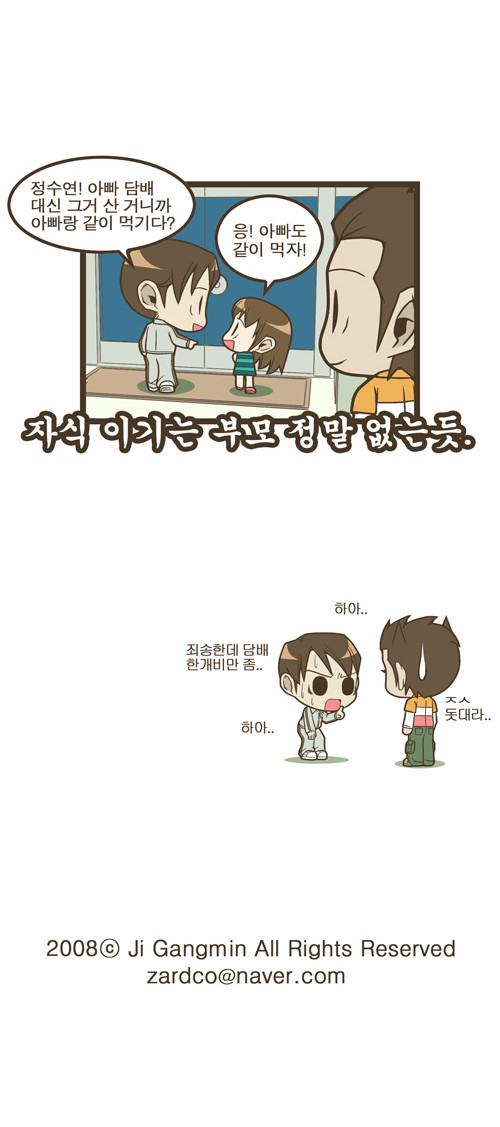 정수연! 아빠 담배
대신 그거 산 거니까
아빠랑 같이 먹기다?
응! 아빠도
같이 먹자!
자식 이기는 부모 정말 없는듯.
하아..
죄송한데 담배
한개비만 좀..
ㅈㅅ
돗대라..
하아..
2008ⓒ Ji Gangmin All Rights Reserved
zardco@naver.com